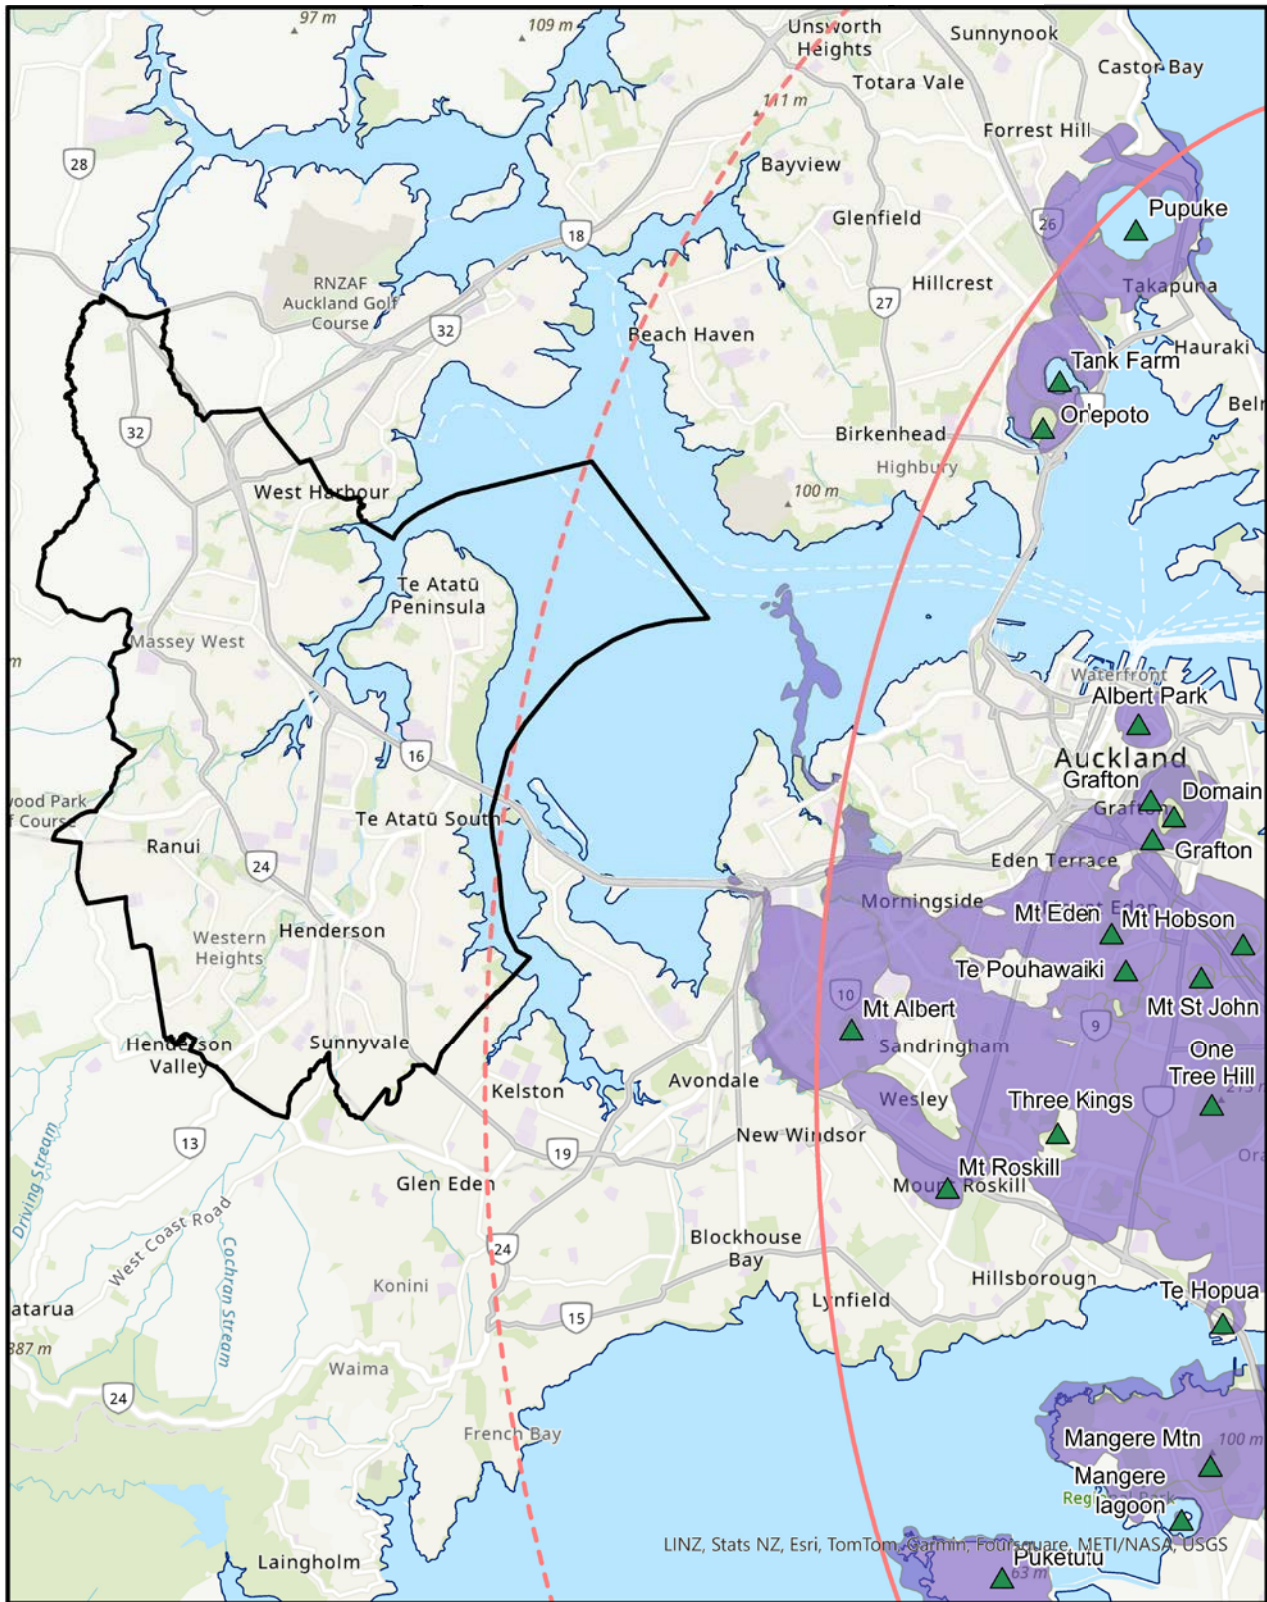 97 m
109 m
Unsworth
Heights
Sunnynook
Castor Bay
Totara Vale
111 m
Forrest Hill
28
Bayview
Pupuke
26
Glenfield
18
RNZAF
Auckland Golf
Course
Hillcrest
Takapuna
27
32
Beach Haven
Hauraki
Tank Farm
Onepoto
32
Birkenhead
Highbury
West Harbour
100 m
Te Atatū
Peninsula
Massey West
Waterfront
Albert Park
16
Auckland
Grafton
Domain
Grafton
Te Atatū South
Ranui
Grafton
Eden Terrace
24
Morningside
Mt Eden
Mt Hobson
Henderson
Western
Heights
Te Pouhawaiki
10
Mt Albert
Mt St John
9
Henderson
Valley
Sunnyvale
Sandringham
One
Tree Hill
Kelston
Avondale
Wesley
Three Kings
13
New Windsor
19
Driving Stream
Glen Eden
Mt Roskill
Mount Roskill
West Coast Road
Cochran Stream
24
Blockhouse
Bay
Hillsborough
Konini
Te Hopua
15
Lynfield
Waima
24
French Bay
Mangere Mtn
100 m
Mangere
lagoon
LINZ, Stats NZ, Esri, TomTom, Garmin, Foursquare, METI/NASA, USGS
Laingholm
Puketutu
63 m